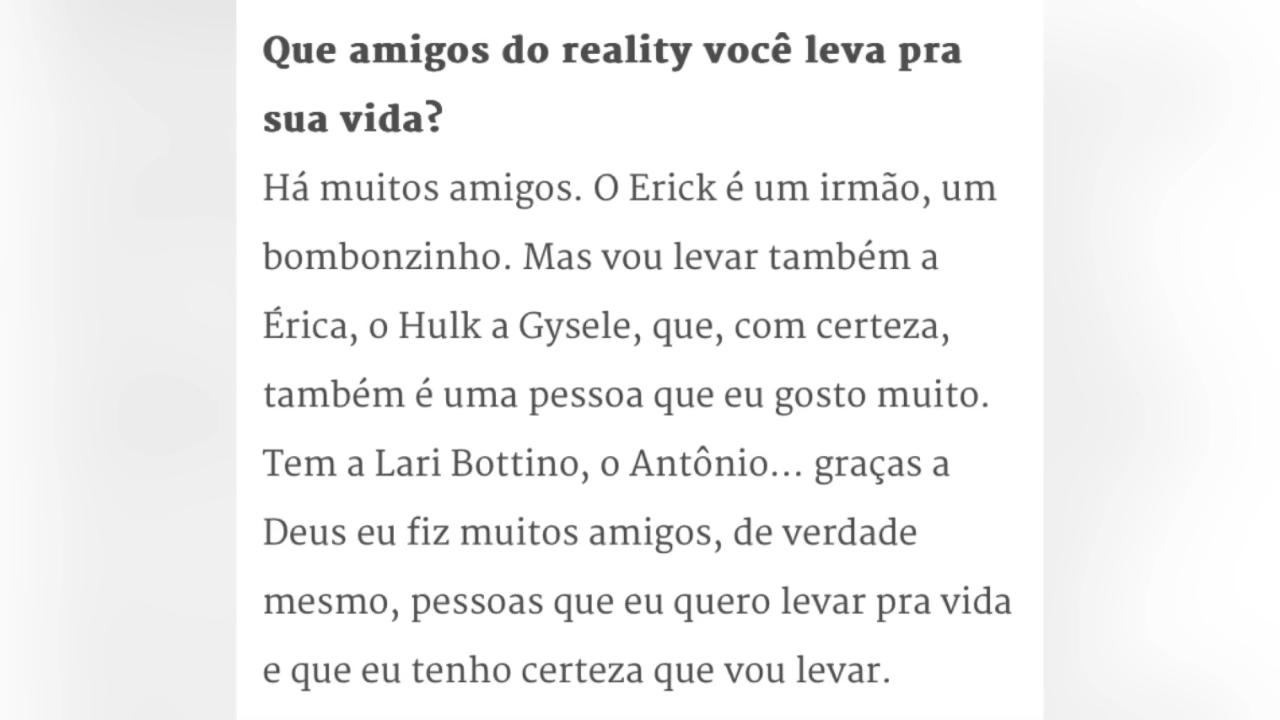 Que amigos do reality você leva pra
sua vida?
Há muitos amigos. O Erick é um irmão, um
bombonzinho. Mas vou levar também a
Érica, o Hulk a Gysele, que, com certeza,
também é uma pessoa que eu gosto muito.
Tem a Lari Bottino, o Antônio... graças a
Deus eu fiz muitos amigos, de verdade
mesmo, pessoas que eu quero levar pra vida
e que eu tenho certeza que vou levar.